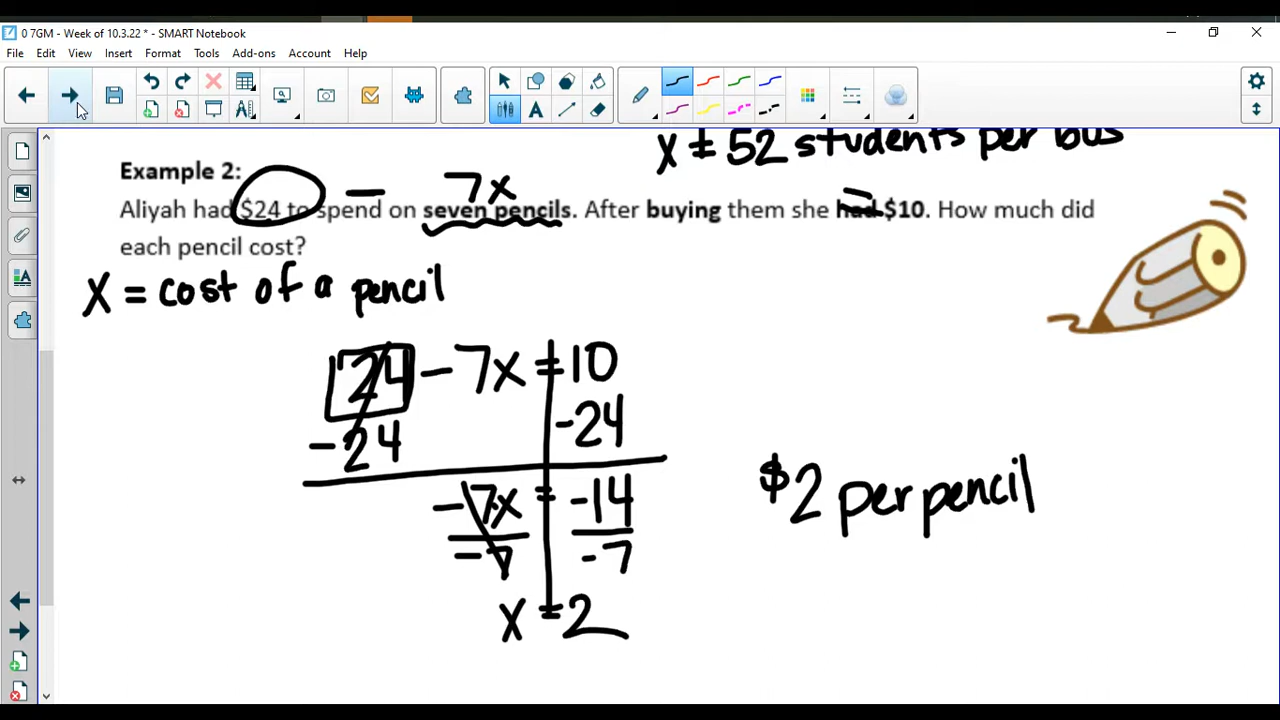 0 7GM - Week of 10.3.22 * - SMART Notebook
File Edit View Insert Format Tools Add-ons Account Help
x = 52 students per bus
Example 2:
- 7x =
Aliyah had $24 to spend on seven pencils. After buying them she had $10. How much did
each pencil cost?
X = cost of a pencil
24 - 7x = 10
-24 -24
-7x = -14
-7 -7
$2 per pencil
x = 2